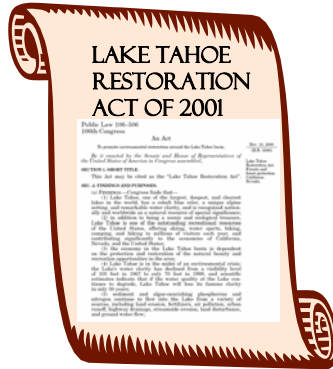 LAKE TAHOE
RESTORATION
ACT OF 2001
Public Law 106–506
106th Congress
An Act
To promote environmental restoration around the Lake Tahoe basin.
Be it enacted by the Senate and House of Representatives of
the United States of America in Congress assembled,
SECTION 1. SHORT TITLE.
This Act may be cited as the "Lake Tahoe Restoration Act".
SEC. 2. FINDINGS AND PURPOSES.
(a) FINDINGS.—Congress finds that—
(1) Lake Tahoe, one of the largest, deepest, and clearest
lakes in the world, has a cobalt blue color, a unique alpine
setting, and remarkable water clarity, and is recognized nation-
ally and worldwide as a natural resource of special significance;
(2) in addition to being a scenic and ecological treasure,
Lake Tahoe is one of the outstanding recreational resources
of the United States, offering skiing, water sports, biking,
camping, and hiking to millions of visitors each year, and
contributing significantly to the economies of California,
Nevada, and the United States;
(3) the economy in the Lake Tahoe basin is dependent
on the protection and restoration of the natural beauty and
recreation opportunities in the area;
(4) Lake Tahoe is in the midst of an environmental crisis;
the Lake's water clarity has declined from a visibility level
of 105 feet in 1967 to only 70 feet in 1999, and scientific
estimates indicate that if the water quality of the Lake con-
tinues to degrade, Lake Tahoe will lose its famous clarity
in only 30 years;
(5) sediment and algae-nourishing phosphorous and
nitrogen continue to flow into the Lake from a variety of
sources, including land erosion, fertilizers, air pollution, urban
runoff, highway drainage, streamside erosion, land disturbance,
and ground water flow;